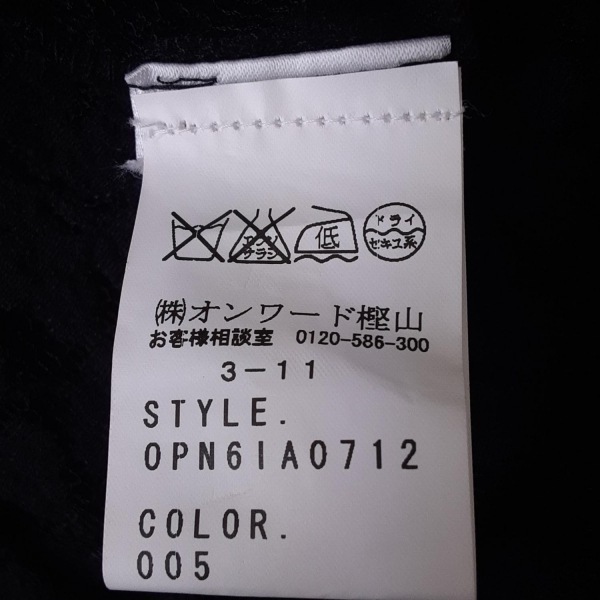 エンソ
サラシ
低
ドライ
セキユ系
㈱オンワード樫山
お客様相談室 0120-586-300
3-11
STYLE.
OPN6IA0712
COLOR.
005